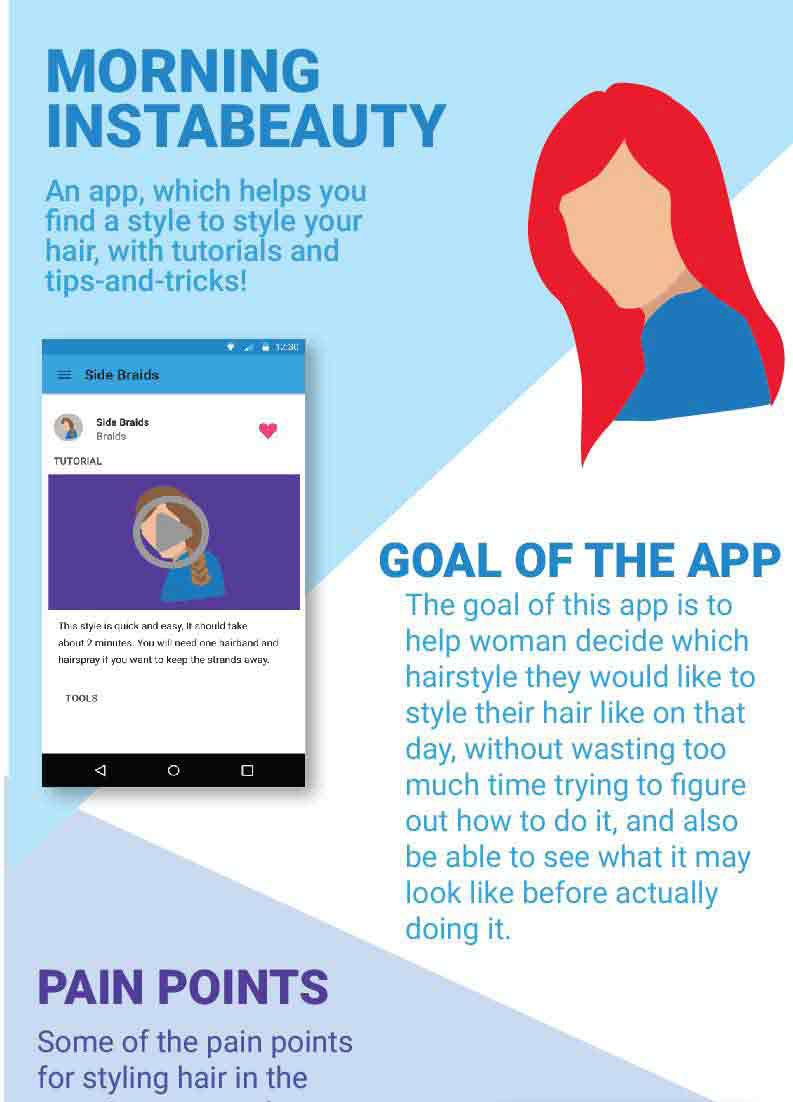 MORNING
INSTABEAUTY
An app, which helps you
find a style to style your
hair, with tutorials and
tips-and-tricks!
12:30
Side Braids
Side Braids
Braids
TUTORIAL
This style is quick and easy, It should take
about 2 minutes. You will need one hairband and
hairspray if you want to keep the strands away.
TOOLS
GOAL OF THE APP
The goal of this app is to
help woman decide which
hairstyle they would like to
style their hair like on that
day, without wasting too
much time trying to figure
out how to do it, and also
be able to see what it may
look like before actually
doing it.
PAIN POINTS
Some of the pain points
for styling hair in the